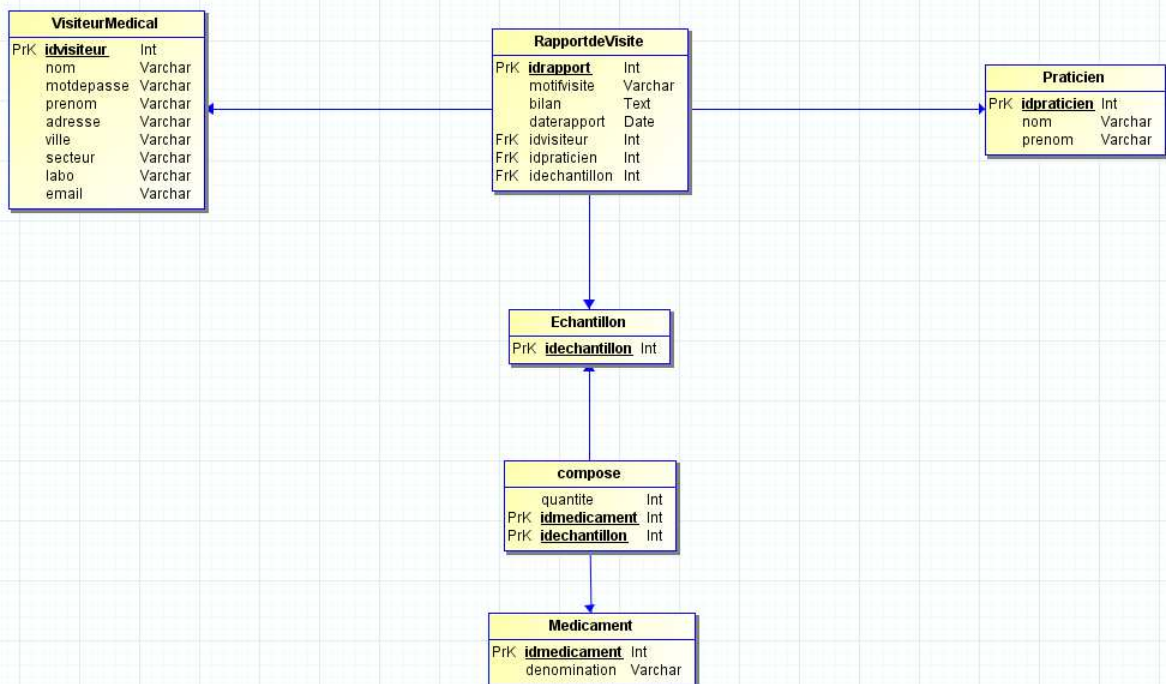 VisiteurMedical
PrK idvisiteur Int
nom Varchar
motdepasse Varchar
prenom Varchar
adresse Varchar
ville Varchar
secteur Varchar
labo Varchar
email Varchar
RapportdeVisite
PrK idrapport Int
motifvisite Varchar
bilan Text
daterapport Date
FrK idvisiteur Int
FrK idpraticien Int
FrK idechantillon Int
Praticien
PrK idpraticien Int
nom Varchar
prenom Varchar
Echantillon
PrK idechantillon Int
compose
quantite Int
PrK idmedicament Int
PrK idechantillon Int
Medicament
PrK idmedicament Int
denomination Varchar